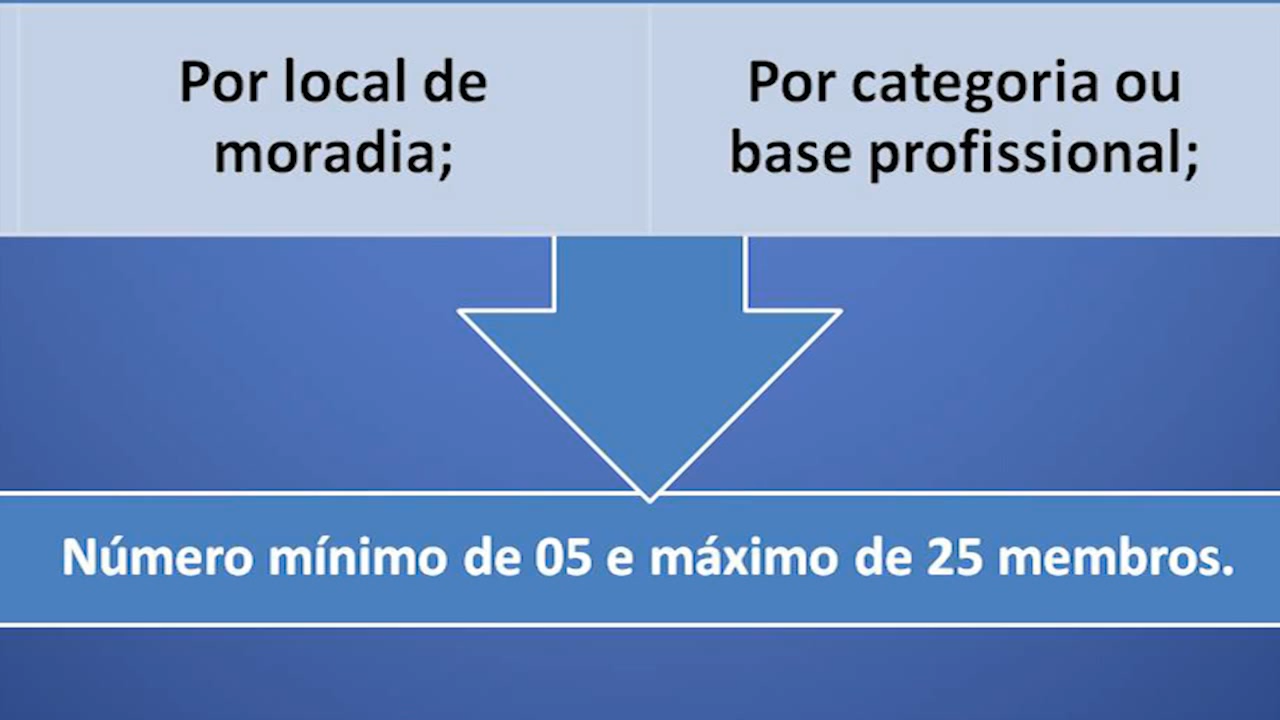 Por local de
moradia;
Por categoria ou
base profissional;
Número mínimo de 05 e máximo de 25 membros.